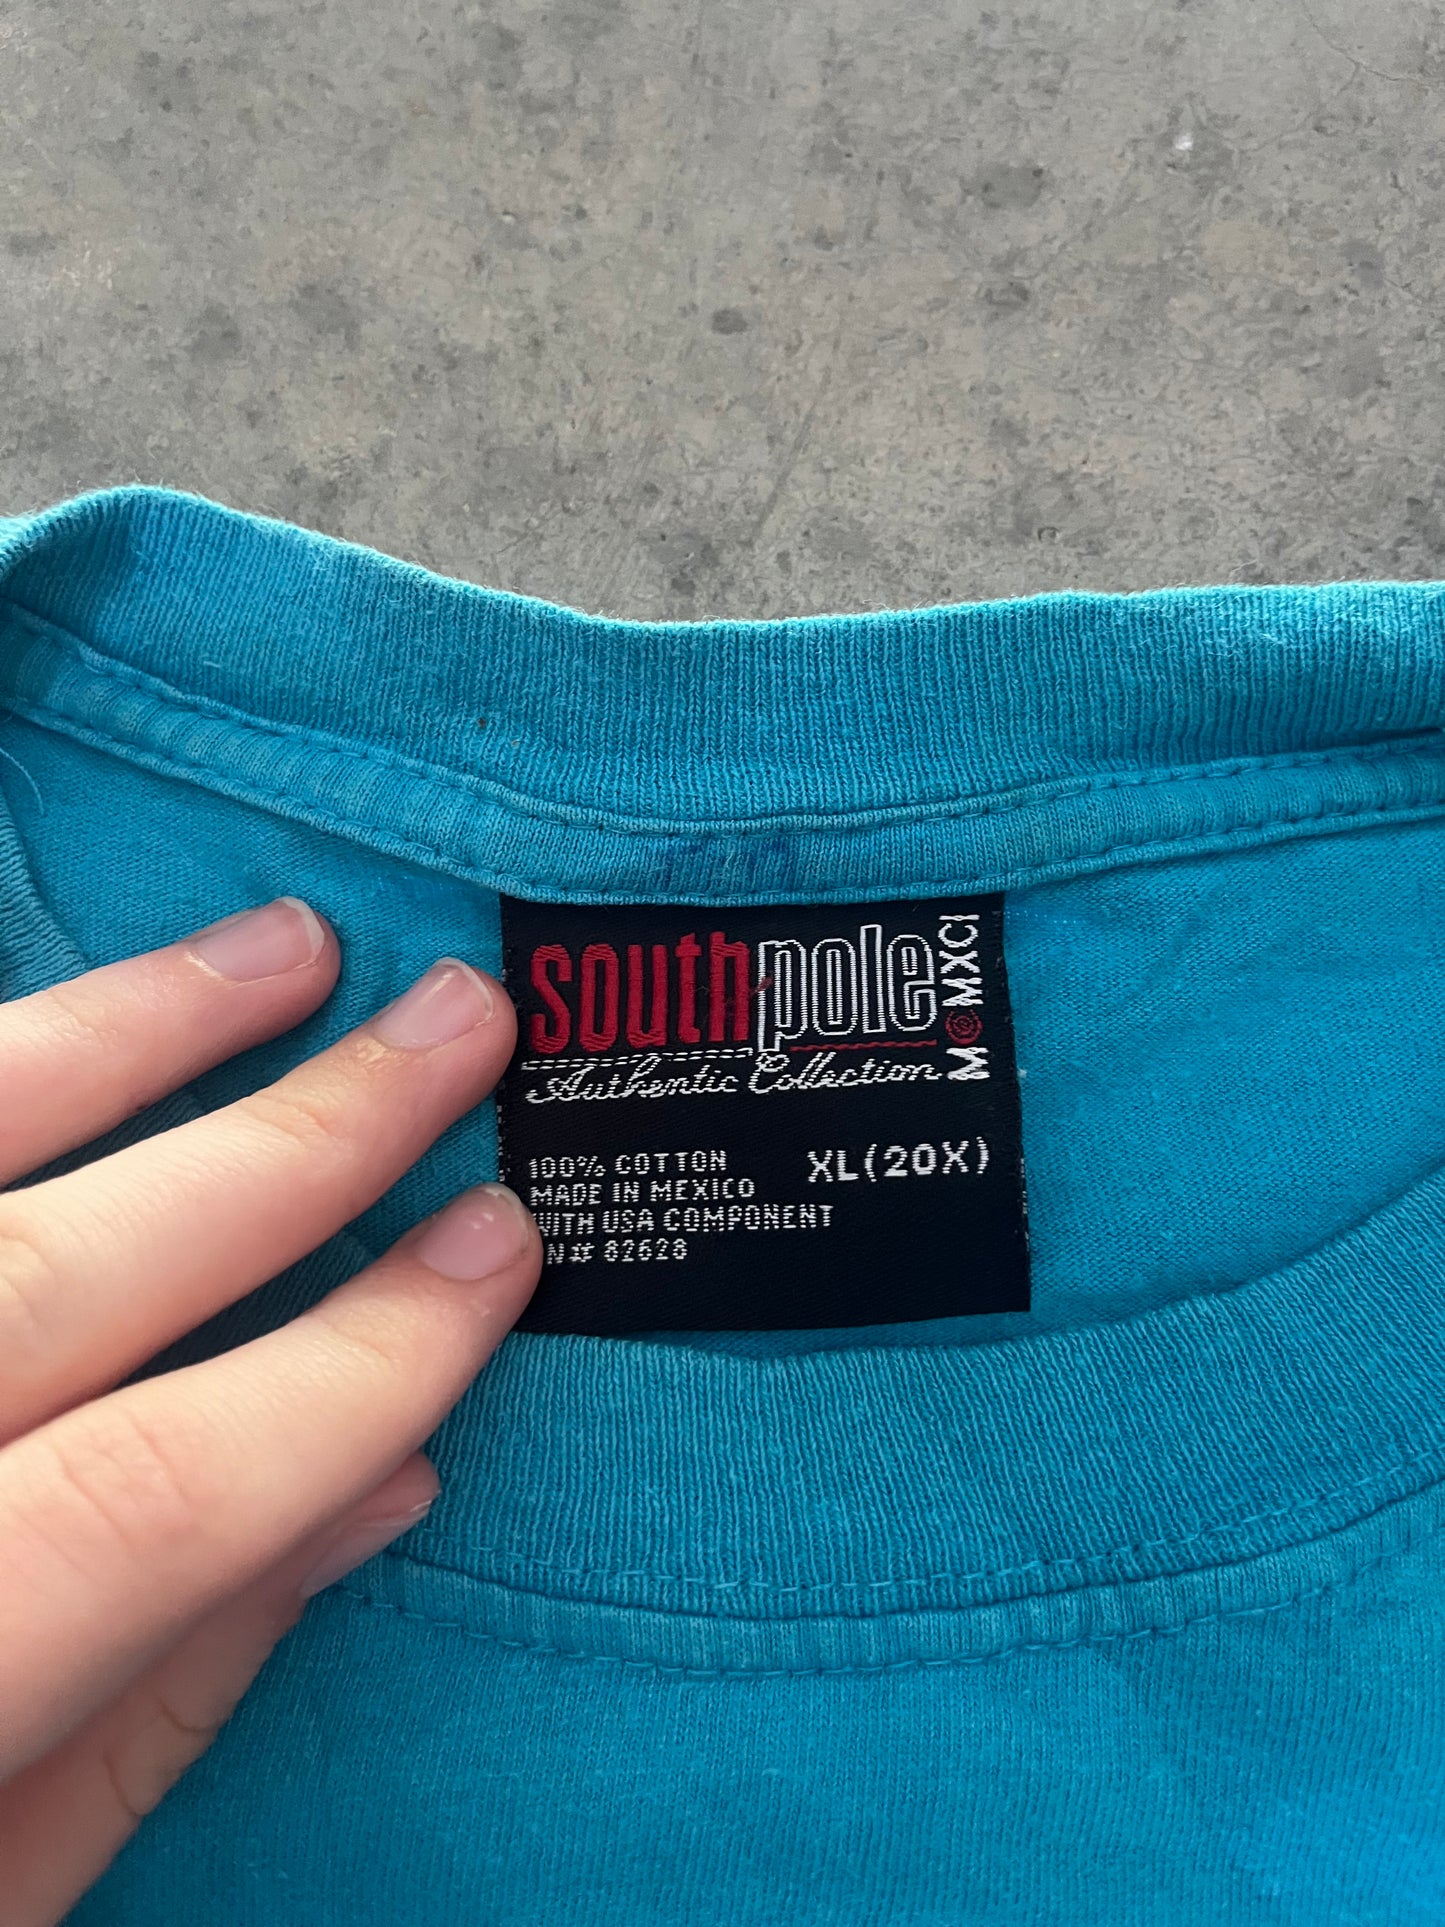 southpole
Authentic Collection
M MXCI
100% COTTON
XL(20X)
MADE IN MEXICO
WITH USA COMPONENT
N# 82628